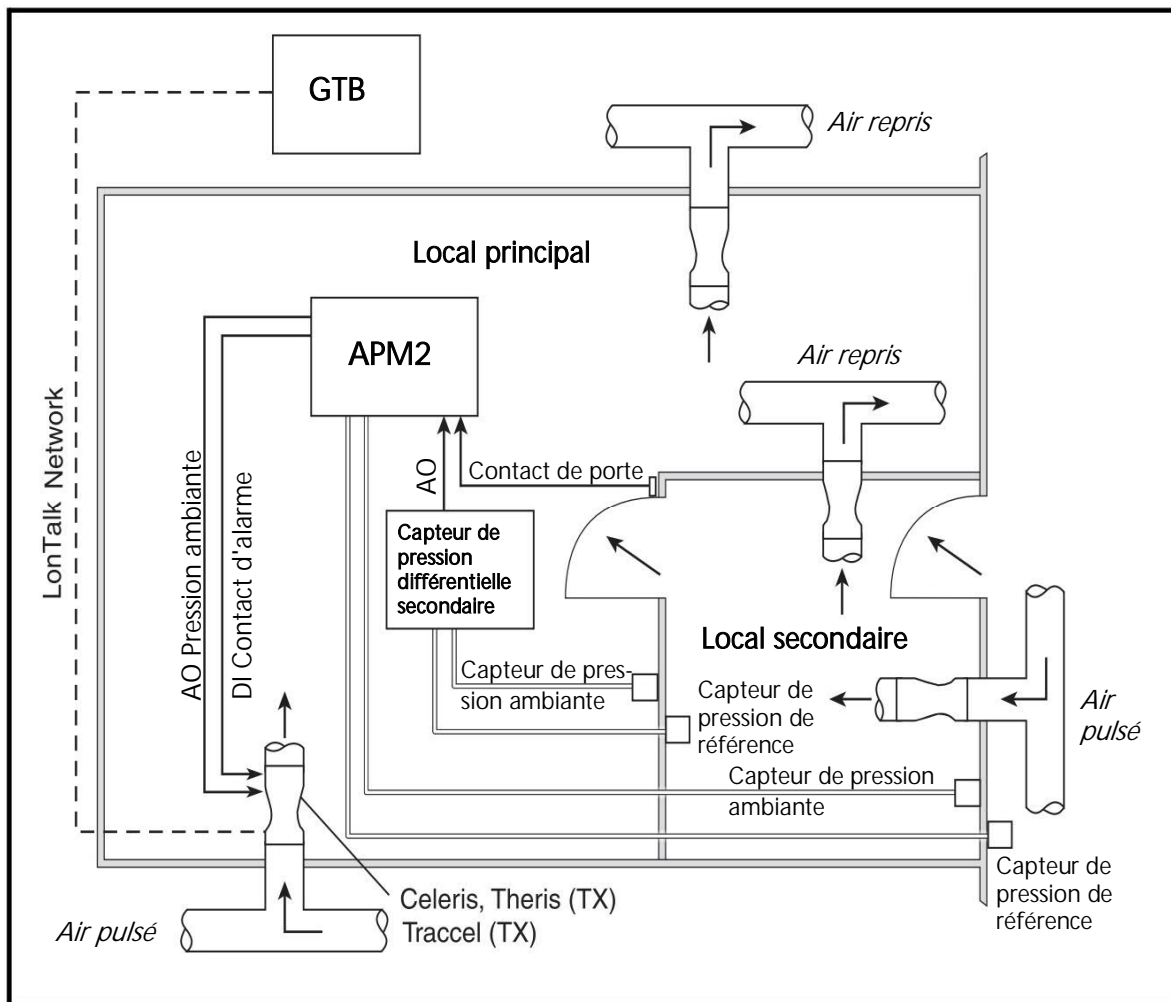 GTB
Air repris
Local principal
APM2
Air repris
LonTalk Network
AO Pression ambiante
DI Contact d'alarme
AO
Contact de porte
Capteur de
pression
différentielle
secondaire
Local secondaire
Capteur de pres-
sion ambiante
Capteur de
pression de
référence
Air
pulsé
Capteur de pression
ambiante
Capteur de
pression de
référence
Celeris, Theris (TX)
Traccel (TX)
Air pulsé